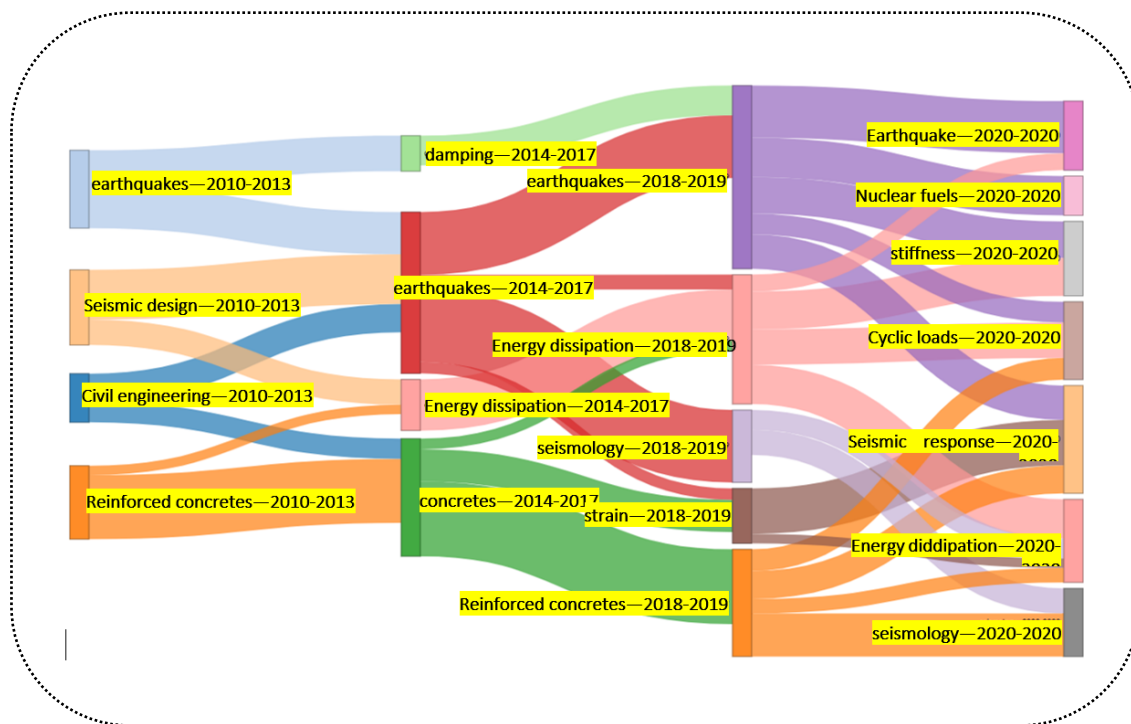 earthquakes—2010-2013
Seismic design—2010-2013
Civil engineering—2010-2013
Reinforced concretes—2010-2013
damping—2014-2017
earthquakes—2014-2017
Energy dissipation—2014-2017
concretes—2014-2017
earthquakes—2018-2019
Energy dissipation—2018-2019
seismology—2018-2019
strain—2018-2019
Reinforced concretes—2018-2019
Earthquake—2020-2020
Nuclear fuels—2020-2020
stiffness—2020-2020
Cyclic loads—2020-2020
Seismic response—2020-
Energy diddipation—2020-
seismology—2020-2020